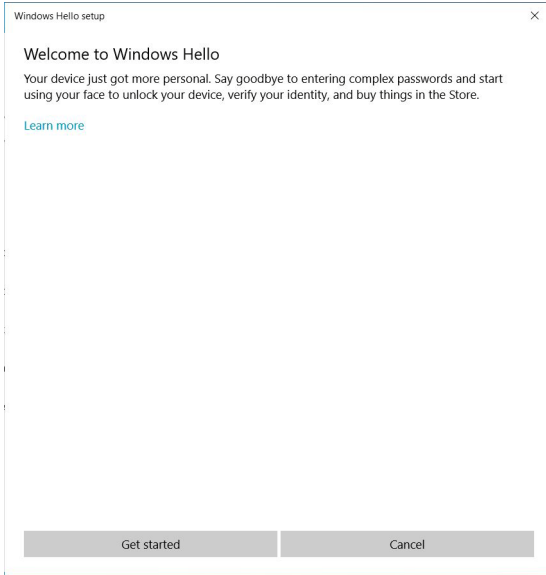 Windows Hello setup
Welcome to Windows Hello
Your device just got more personal. Say goodbye to entering complex passwords and start
using your face to unlock your device, verify your identity, and buy things in the Store.
Learn more
Get started
Cancel